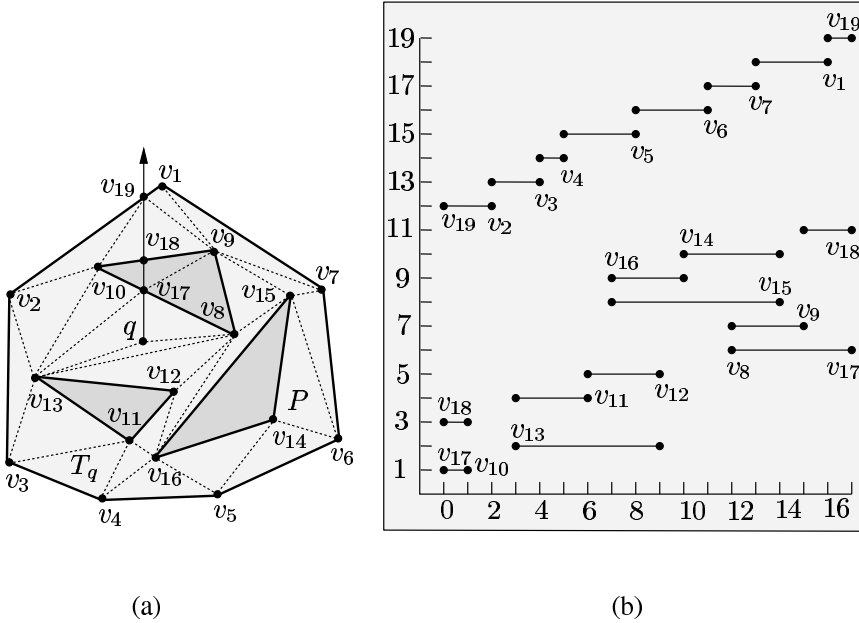 v19
v1
v18
v9
v10
v17
v15
v7
v2
v8
q
v12
v13
v11
P
v14
v3
Tq
v16
v6
v4
v5
(a)
19 v19
17 v1
v7
v6
15 v5
v4
13 v3
v19 v2
11 v14 v18
9 v16
v15
7 v9
v8 v17
5 v12
v11
3 v18
v13
1 v17 v10
0 2 4 6 8 10 12 14 16
(b)